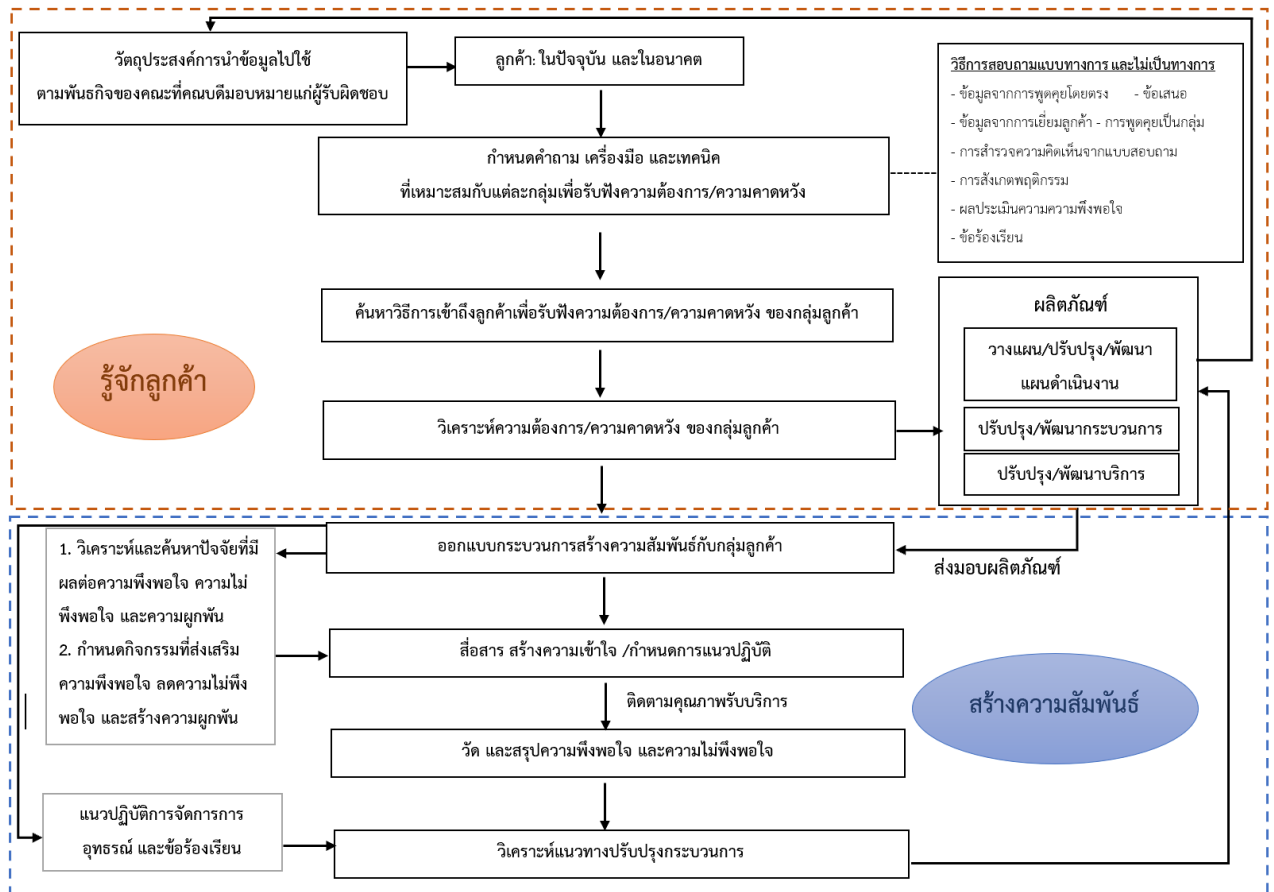 วัตถุประสงค์การนำข้อมูลไปใช้
ตามพันธกิจของคณะที่คณบดีมอบหมายแก่ผู้รับผิดชอบ
ลูกค้า: ในปัจจุบัน และในอนาคต
วิธีการสอบถามแบบทางการ และไม่เป็นทางการ
- ข้อมูลจากการพูดคุยโดยตรง - ข้อเสนอ
- ข้อมูลจากการเยี่ยมลูกค้า - การพูดคุยเป็นกลุ่ม
- การสำรวจความคิดเห็นจากแบบสอบถาม
- การสังเกตพฤติกรรม
- ผลประเมินความความพึงพอใจ
- ข้อร้องเรียน
กำหนดคำถาม เครื่องมือ และเทคนิค
ที่เหมาะสมกับแต่ละกลุ่มเพื่อรับฟังความต้องการ/ความคาดหวัง
ค้นหาวิธีการเข้าถึงลูกค้าเพื่อรับฟังความต้องการ/ความคาดหวัง ของกลุ่มลูกค้า
รู้จักลูกค้า
วิเคราะห์ความต้องการ/ความคาดหวัง ของกลุ่มลูกค้า
ผลิตภัณฑ์
วางแผน/ปรับปรุง/พัฒนา
แผนดำเนินงาน
ปรับปรุง/พัฒนากระบวนการ
ปรับปรุง/พัฒนาบริการ
ส่งมอบผลิตภัณฑ์
ออกแบบกระบวนการสร้างความสัมพันธ์กับกลุ่มลูกค้า
1. วิเคราะห์และค้นหาปัจจัยที่มี
ผลต่อความพึงพอใจ ความไม่
พึงพอใจ และความผูกพัน
2. กำหนดกิจกรรมที่ส่งเสริม
ความพึงพอใจ ลดความไม่พึง
พอใจ และสร้างความผูกพัน
สื่อสาร สร้างความเข้าใจ /กำหนดการแนวปฏิบัติ
ติดตามคุณภาพรับบริการ
สร้างความสัมพันธ์
วัด และสรุปความพึงพอใจ และความไม่พึงพอใจ
แนวปฏิบัติการจัดการการ
อุทธรณ์ และข้อร้องเรียน
วิเคราะห์แนวทางปรับปรุงกระบวนการ